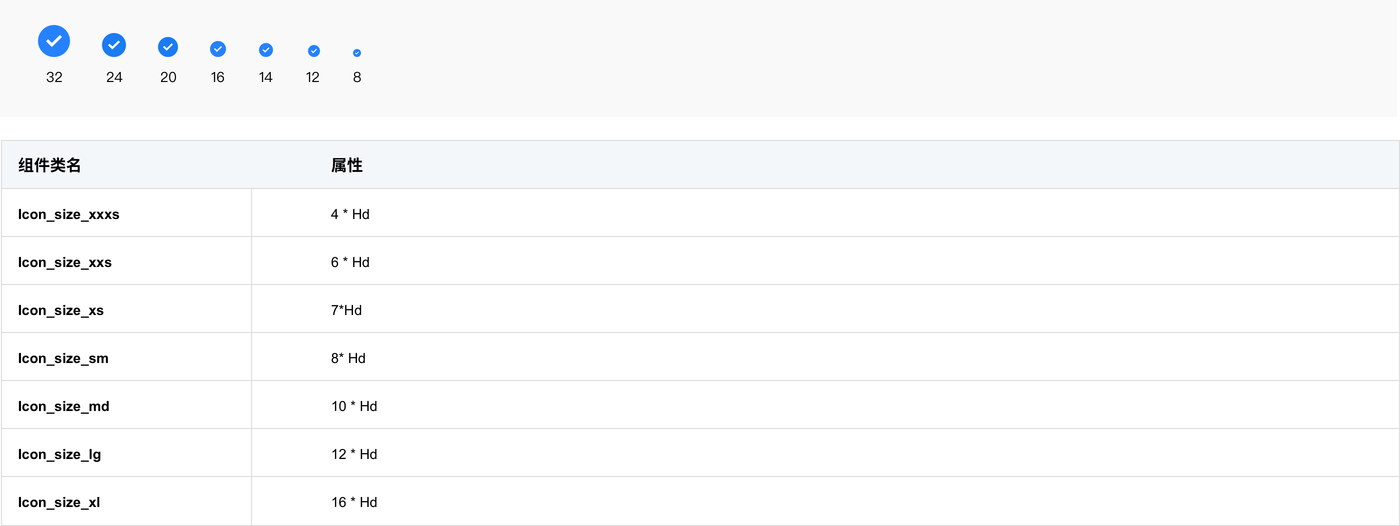 32 24 20 16 14 12 8
组件类名 属性
Icon_size_xxxs 4 * Hd
Icon_size_xxs 6 * Hd
Icon_size_xs 7*Hd
Icon_size_sm 8* Hd
Icon_size_md 10 * Hd
Icon_size_lg 12 * Hd
Icon_size_xl 16 * Hd